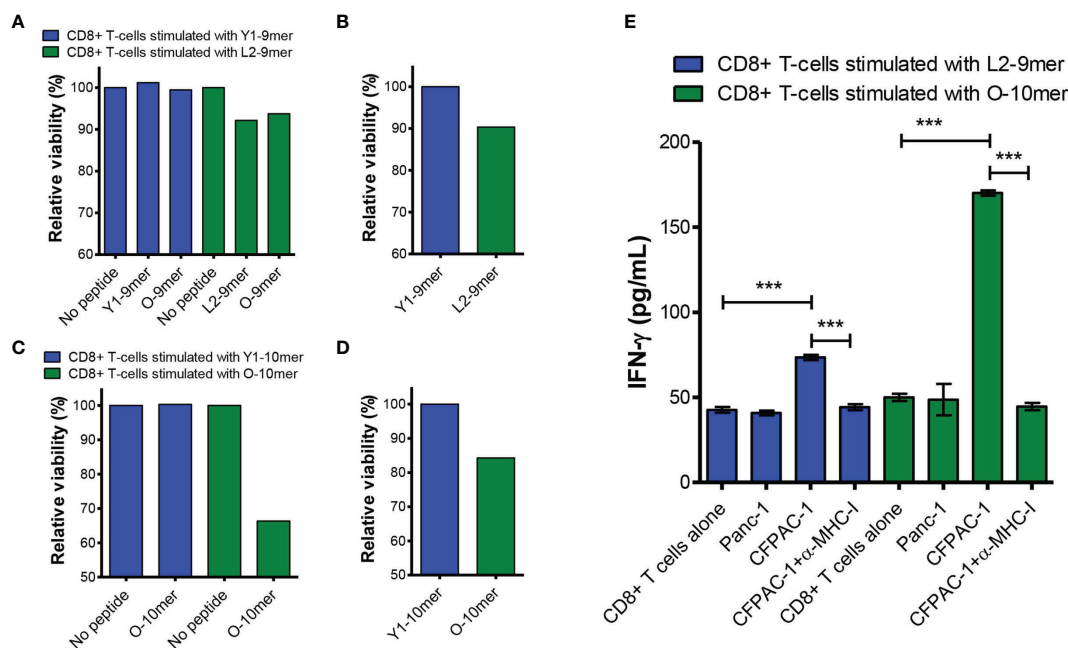 A
CD8+ T-cells stimulated with Y1-9mer
CD8+ T-cells stimulated with L2-9mer
Relative viability (%)
100
90
80
70
60
No peptide
Y1-9mer
O-9mer
No peptide
L2-9mer
O-9mer
B
Relative viability (%)
100
90
80
70
60
Y1-9mer
L2-9mer
C
CD8+ T-cells stimulated with Y1-10mer
CD8+ T-cells stimulated with O-10mer
Relative viability (%)
100
90
80
70
60
50
No peptide
O-10mer
No peptide
O-10mer
D
Relative viability (%)
100
90
80
70
60
50
Y1-10mer
O-10mer
E
CD8+ T-cells stimulated with L2-9mer
CD8+ T-cells stimulated with O-10mer
IFN-γ (pg/mL)
200
150
100
50
0
***
***
***
***
CD8+ T cells alone
Panc-1
CFPAC-1
CFPAC-1+α-MHC-I
CD8+ T cells alone
Panc-1
CFPAC-1
CFPAC-1+α-MHC-I